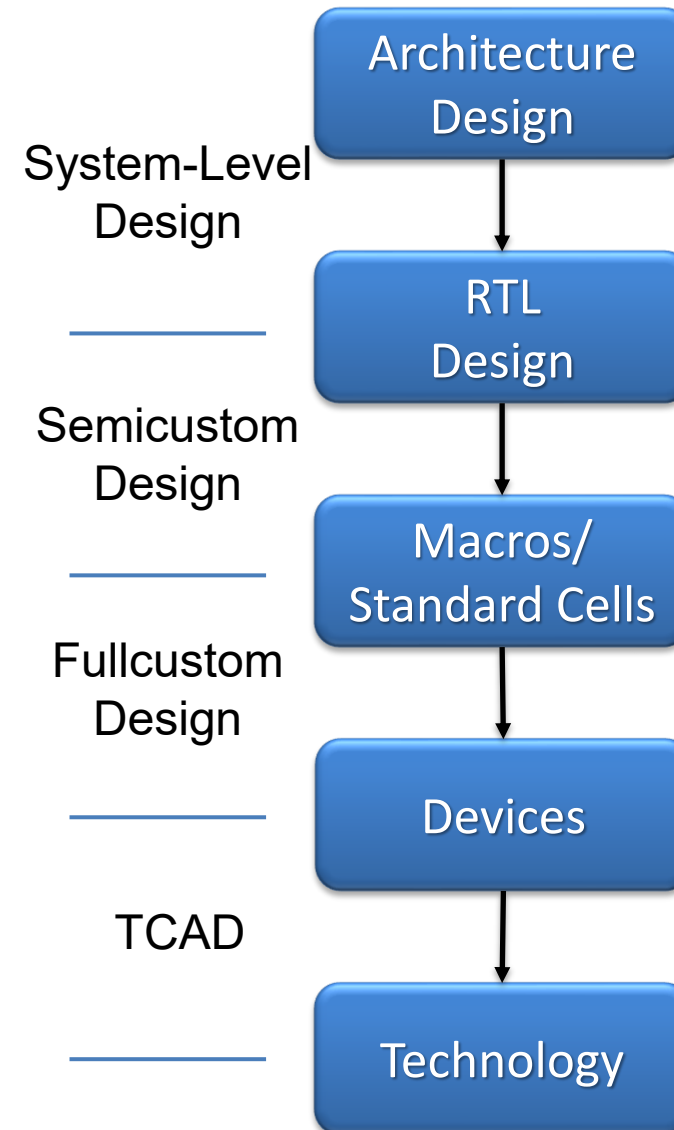 Architecture
Design
System-Level
Design
RTL
Design
Semicustom
Design
Macros/
Standard Cells
Fullcustom
Design
Devices
TCAD
Technology